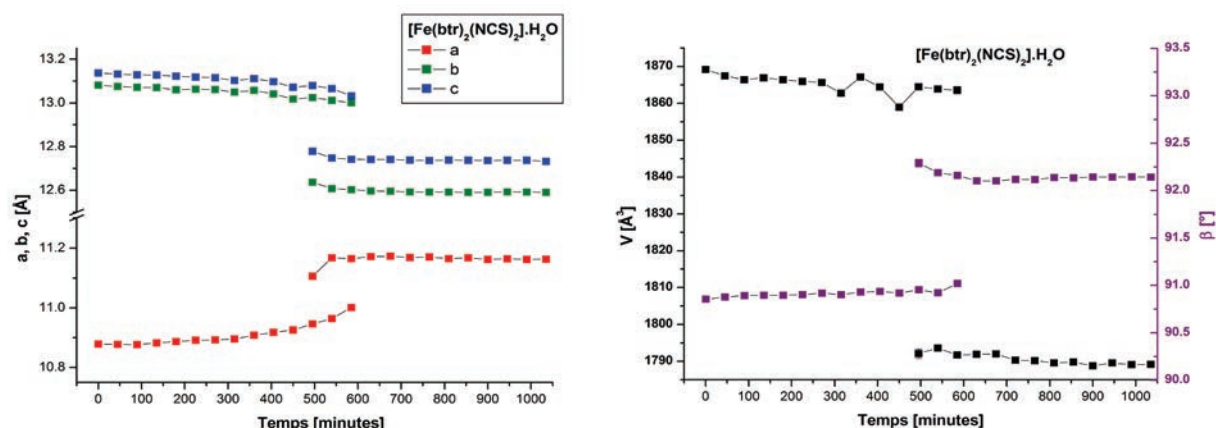 [Fe(btr)2(NCS)2].H2O
a
b
c
13.2
13.0
12.8
12.6
11.2
11.0
10.8
a, b, c [Å]
0 100 200 300 400 500 600 700 800 900 1000
Temps [minutes]
[Fe(btr)2(NCS)2].H2O
1870
1860
1850
1840
1830
1820
1810
1800
1790
V [Å3]
93.5
93.0
92.5
92.0
91.5
91.0
90.5
90.0
β [°]
0 100 200 300 400 500 600 700 800 900 1000
Temps [minutes]